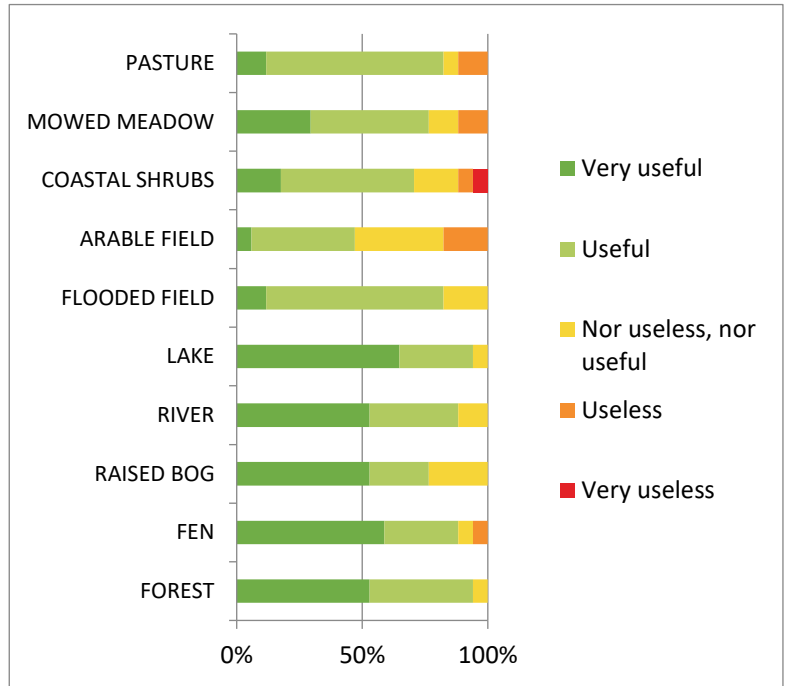 PASTURE
MOWED MEADOW
COASTAL SHRUBS
ARABLE FIELD
FLOODED FIELD
LAKE
RIVER
RAISED BOG
FEN
FOREST
0% 50% 100%
Very useful
Useful
Nor useless, nor
useful
Useless
Very useless